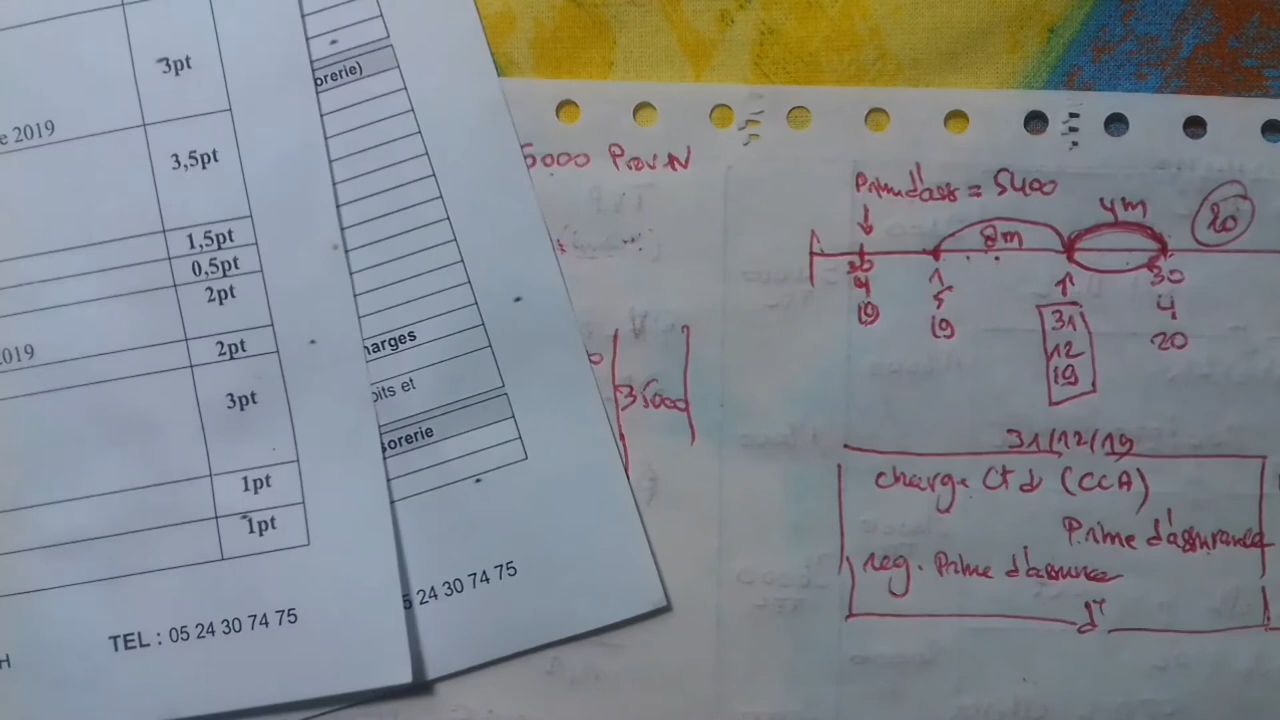 3pt
e 2019
3,5pt
1,5pt
0,5pt
2pt
019
2pt
3pt
1pt
1pt
TEL : 05 24 30 74 75
H
orerie)
harges
oits et
sorerie
5 24 30 74 75
5000 Prov N
35000
Prime d'ass = 5400
4m
20
8m
30
4
19
1
5
19
31
12
19
30
4
20
31/12/19
charge Ct d (CCA)
Prime d'assurance
reg. Prime d'assurance
d°